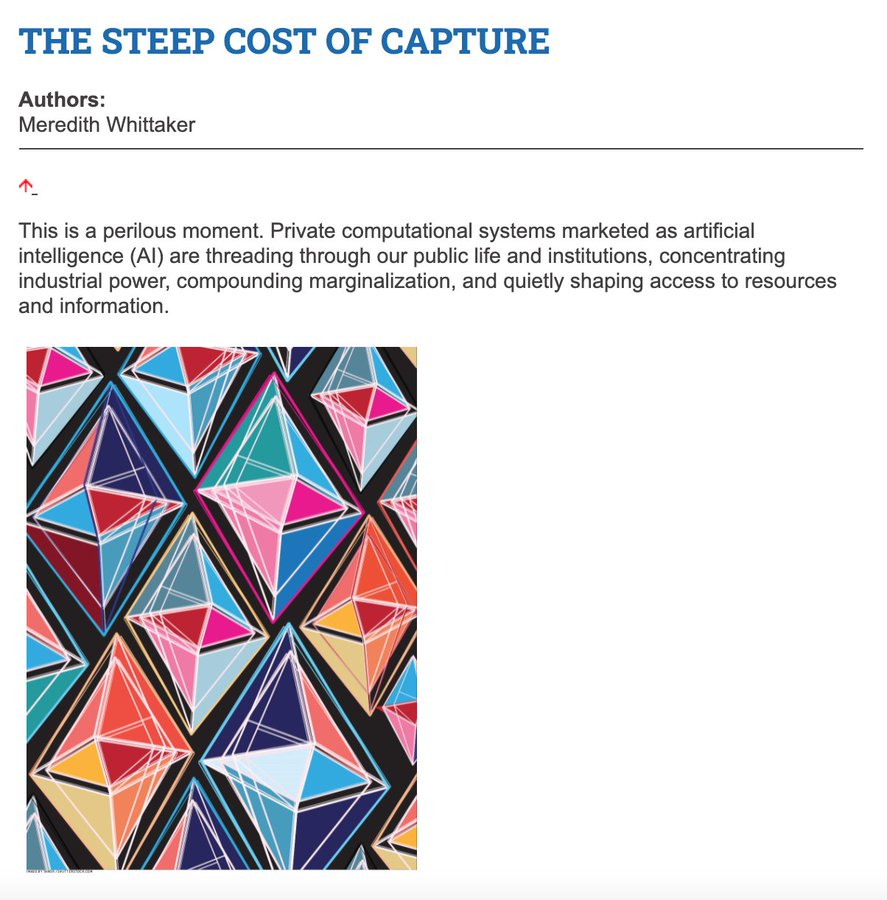 THE STEEP COST OF CAPTURE
Authors:
Meredith Whittaker
This is a perilous moment. Private computational systems marketed as artificial
intelligence (AI) are threading through our public life and institutions, concentrating
industrial power, compounding marginalization, and quietly shaping access to resources
and information.